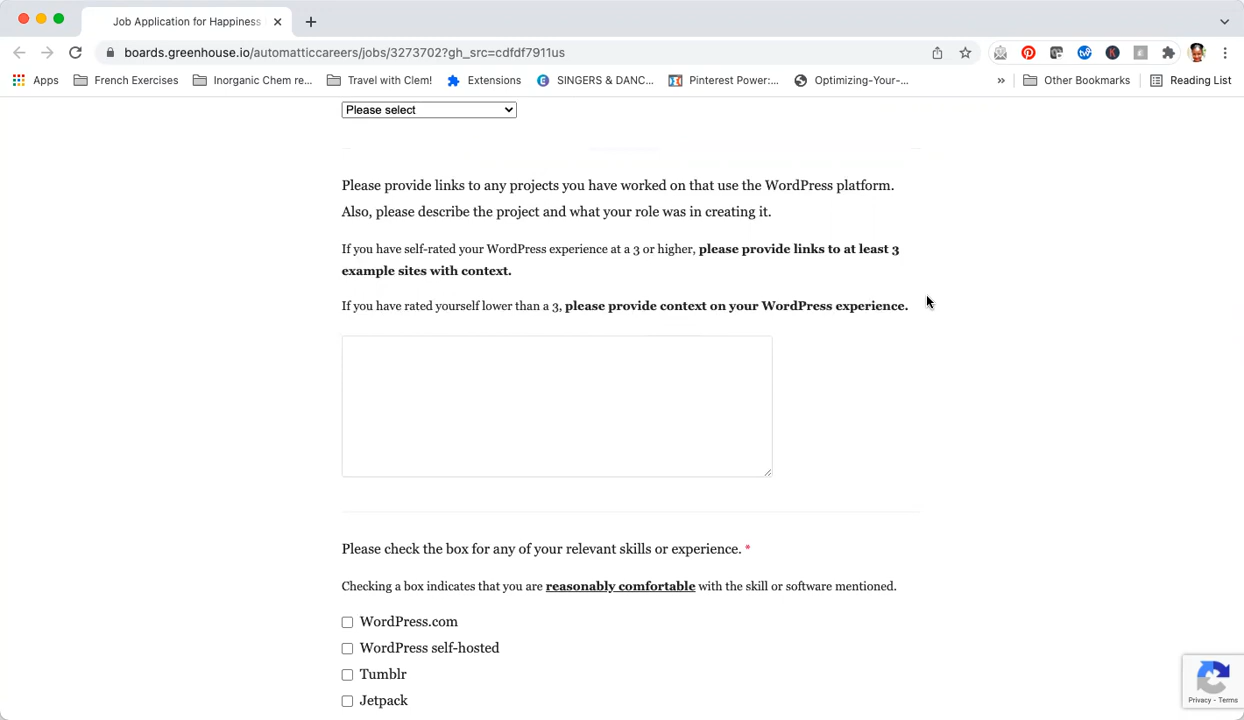 Job Application for Happiness
boards.greenhouse.io/automatticcareers/jobs/3273702?gh_src=cdfdf7911us
Apps French Exercises Inorganic Chem re... Travel with Clem! Extensions SINGERS & DANC... Pinterest Power:... Optimizing-Your-... » Other Bookmarks Reading List
Please select
Please provide links to any projects you have worked on that use the WordPress platform.
Also, please describe the project and what your role was in creating it.
If you have self-rated your WordPress experience at a 3 or higher, please provide links to at least 3
example sites with context.
If you have rated yourself lower than a 3, please provide context on your WordPress experience.
Please check the box for any of your relevant skills or experience. *
Checking a box indicates that you are reasonably comfortable with the skill or software mentioned.
WordPress.com
WordPress self-hosted
Tumblr
Jetpack
Privacy - Terms